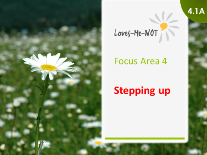 4.1A
Loves-Me-NOT
Focus Area 4
Stepping up